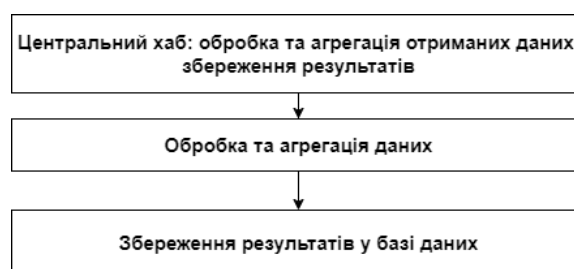 Центральний хаб: обробка та агрегація отриманих даних
збереження результатів
Обробка та агрегація даних
Збереження результатів у базі даних